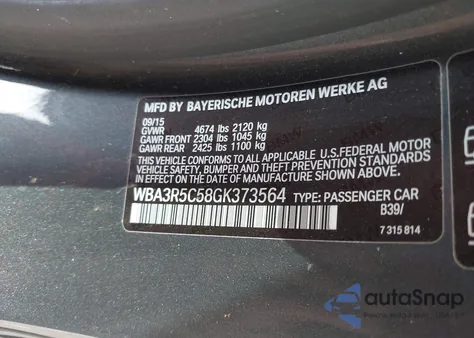 MFD BY BAYERISCHE MOTOREN WERKE AG
09/15
GVWR 4674 lbs 2120 kg
GAWR FRONT 2304 lbs 1045 kg
GAWR REAR 2425 lbs 1100 kg
THIS VEHICLE CONFORMS TO ALL APPLICABLE U.S. FEDERAL MOTOR
VEHICLE SAFETY, BUMPER AND THEFT PREVENTION STANDARDS
IN EFFECT ON THE DATE OF MANUFACTURE SHOWN ABOVE.
WBA3R5C58GK373564 TYPE: PASSENGER CAR
B39/
7 315 814
autoSnap